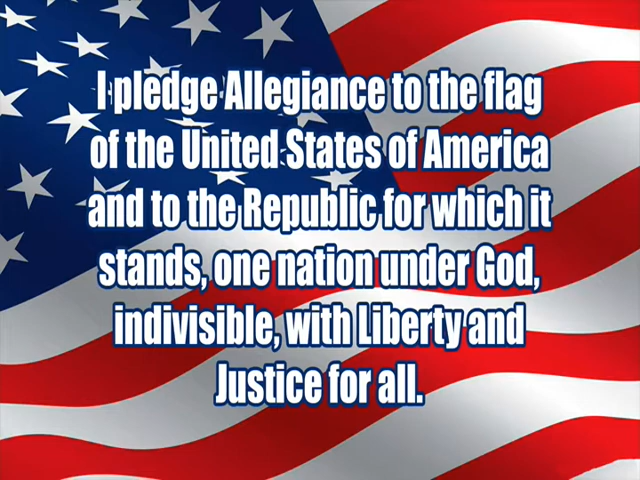 I pledge Allegiance to the flag
of the United States of America
and to the Republic for which it
stands, one nation under God,
indivisible, with Liberty and
Justice for all.